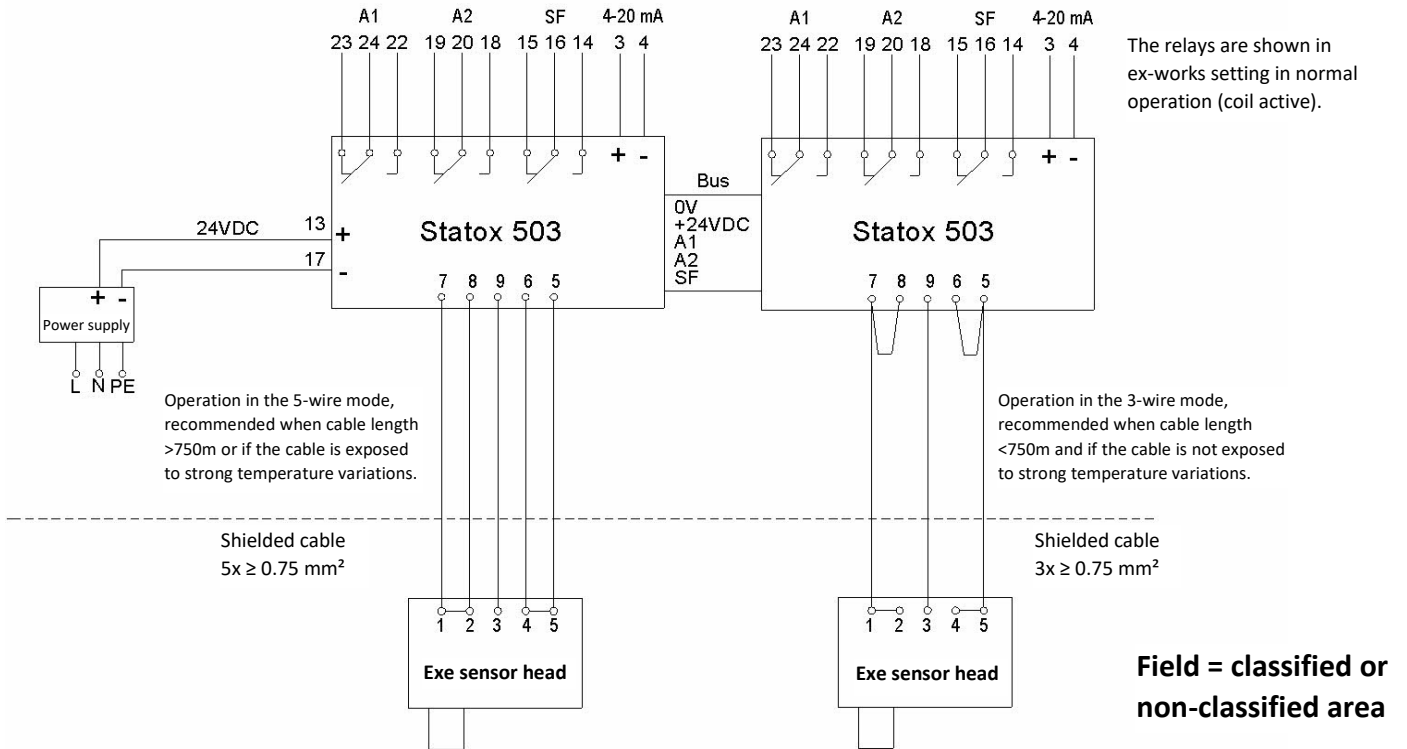 A1 A2 SF 4-20 mA
23 24 22 19 20 18 15 16 14 3 4
A1 A2 SF 4-20 mA
23 24 22 19 20 18 15 16 14 3 4
The relays are shown in
ex-works setting in normal
operation (coil active).
+ -
+ -
Bus
0V
+24VDC
A1
A2
SF
24VDC
13 +
17 -
Statox 503
7 8 9 6 5
Statox 503
7 8 9 6 5
+ -
Power supply
L N PE
Operation in the 5-wire mode,
recommended when cable length
>750m or if the cable is exposed
to strong temperature variations.
Operation in the 3-wire mode,
recommended when cable length
<750m and if the cable is not exposed
to strong temperature variations.
Shielded cable
5x ≥ 0.75 mm²
Shielded cable
3x ≥ 0.75 mm²
1 2 3 4 5
Exe sensor head
1 2 3 4 5
Exe sensor head
Field = classified or
non-classified area